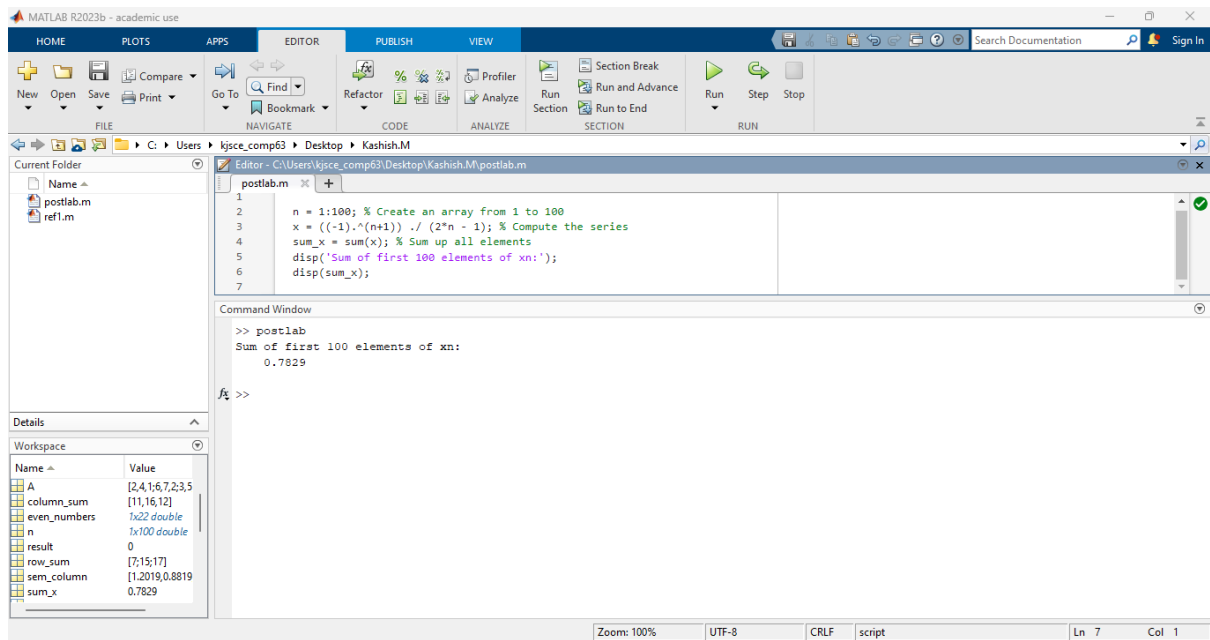 MATLAB R2023b - academic use
HOME PLOTS APPS EDITOR PUBLISH VIEW Search Documentation Sign In
New Open Save Compare Print
Go To Find Bookmark
Refactor fx
Profiler Analyze
Run Section Section Break Run and Advance Run to End
Run Step Stop
FILE NAVIGATE CODE ANALYZE SECTION RUN
C: Users kjsce_comp63 Desktop Kashish.M
Current Folder
Name
postlab.m
ref1.m
Editor - C:\Users\kjsce_comp63\Desktop\Kashish.M\postlab.m
postlab.m
1
2 n = 1:100; % Create an array from 1 to 100
3 x = ((-1).^(n+1)) ./ (2*n - 1); % Compute the series
4 sum_x = sum(x); % Sum up all elements
5 disp('Sum of first 100 elements of xn:');
6 disp(sum_x);
7
Command Window
>> postlab
Sum of first 100 elements of xn:
0.7829
fx >>
Details
Workspace
Name Value
A [2,4,1;6,7,2;3,5
column_sum [11,16,12]
even_numbers 1x22 double
n 1x100 double
result 0
row_sum [7;15;17]
sem_column [1.2019,0.8819
sum_x 0.7829
Zoom: 100% UTF-8 CRLF script Ln 7 Col 1